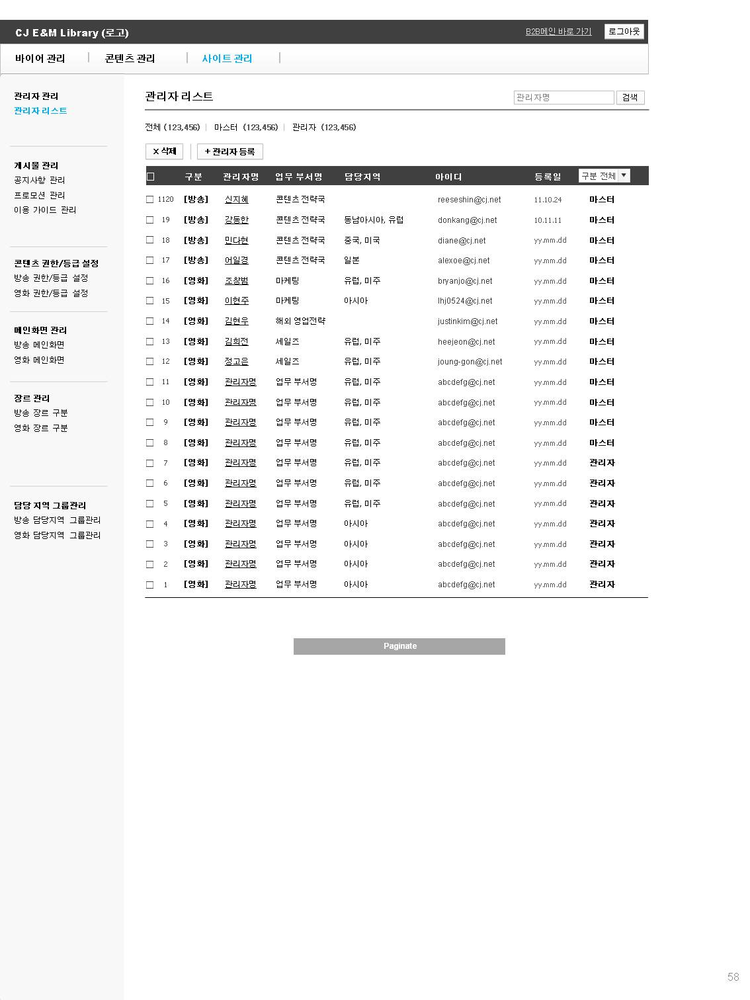 CJ E&M Library (로고)
B2B메인 바로 가기
로그아웃
바이어 관리 | 콘텐츠 관리 | 사이트 관리 |
관리자 관리
관리자 리스트
게시물 관리
공지사항 관리
프로모션 관리
이용 가이드 관리
콘텐츠 권한/등급 설정
방송 권한/등급 설정
영화 권한/등급 설정
메인화면 관리
방송 메인화면
영화 메인화면
장르 관리
방송 장르 구분
영화 장르 구분
담당 지역 그룹관리
방송 담당지역 그룹관리
영화 담당지역 그룹관리
관리자 리스트
관리자명 검색
전체 (123,456) | 마스터 (123,456) | 관리자 (123,456)
x 삭제 | + 관리자 등록
구분 관리자명 업무 부서명 담당지역 아이디 등록일 구분 전체 ▼
1120 [방송] 신지혜 콘텐츠 전략국 reeseshin@cj.net 11.10.24 마스터
19 [방송] 강동한 콘텐츠 전략국 동남아시아, 유럽 donkang@cj.net 10.11.11 마스터
18 [방송] 민다현 콘텐츠 전략국 중국, 미국 diane@cj.net yy.mm.dd 마스터
17 [방송] 어일경 콘텐츠 전략국 일본 alexoe@cj.net yy.mm.dd 마스터
16 [영화] 조창범 마케팅 유럽, 미주 bryanjo@cj.net yy.mm.dd 마스터
15 [영화] 이현주 마케팅 아시아 lhj0524@cj.net yy.mm.dd 마스터
14 [영화] 김현우 해외 영업전략 justinkim@cj.net yy.mm.dd 마스터
13 [영화] 김희전 세일즈 유럽, 미주 heejeon@cj.net yy.mm.dd 마스터
12 [영화] 정고은 세일즈 유럽, 미주 joung-gon@cj.net yy.mm.dd 마스터
11 [영화] 관리자명 업무 부서명 유럽, 미주 abcdefg@cj.net yy.mm.dd 마스터
10 [영화] 관리자명 업무 부서명 유럽, 미주 abcdefg@cj.net yy.mm.dd 마스터
9 [영화] 관리자명 업무 부서명 유럽, 미주 abcdefg@cj.net yy.mm.dd 마스터
8 [영화] 관리자명 업무 부서명 유럽, 미주 abcdefg@cj.net yy.mm.dd 마스터
7 [영화] 관리자명 업무 부서명 유럽, 미주 abcdefg@cj.net yy.mm.dd 관리자
6 [영화] 관리자명 업무 부서명 유럽, 미주 abcdefg@cj.net yy.mm.dd 관리자
5 [영화] 관리자명 업무 부서명 유럽, 미주 abcdefg@cj.net yy.mm.dd 관리자
4 [영화] 관리자명 업무 부서명 아시아 abcdefg@cj.net yy.mm.dd 관리자
3 [영화] 관리자명 업무 부서명 아시아 abcdefg@cj.net yy.mm.dd 관리자
2 [영화] 관리자명 업무 부서명 아시아 abcdefg@cj.net yy.mm.dd 관리자
1 [영화] 관리자명 업무 부서명 아시아 abcdefg@cj.net yy.mm.dd 관리자
Paginate
58